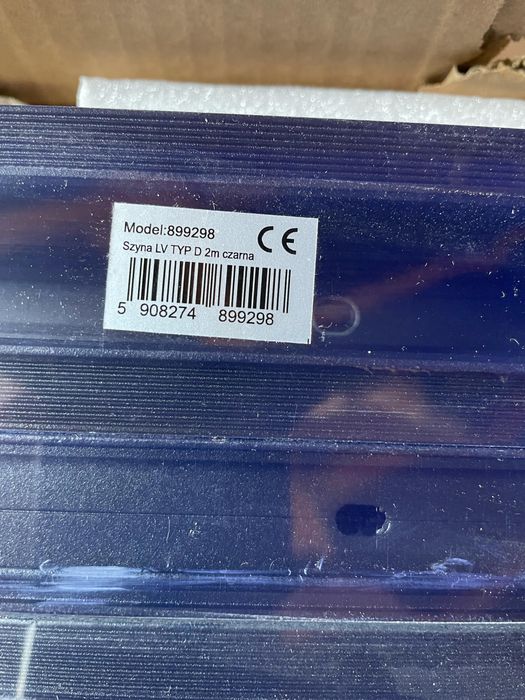 Model:899298
CE
Szyna LV TYP D 2m czarna
5 908274 899298